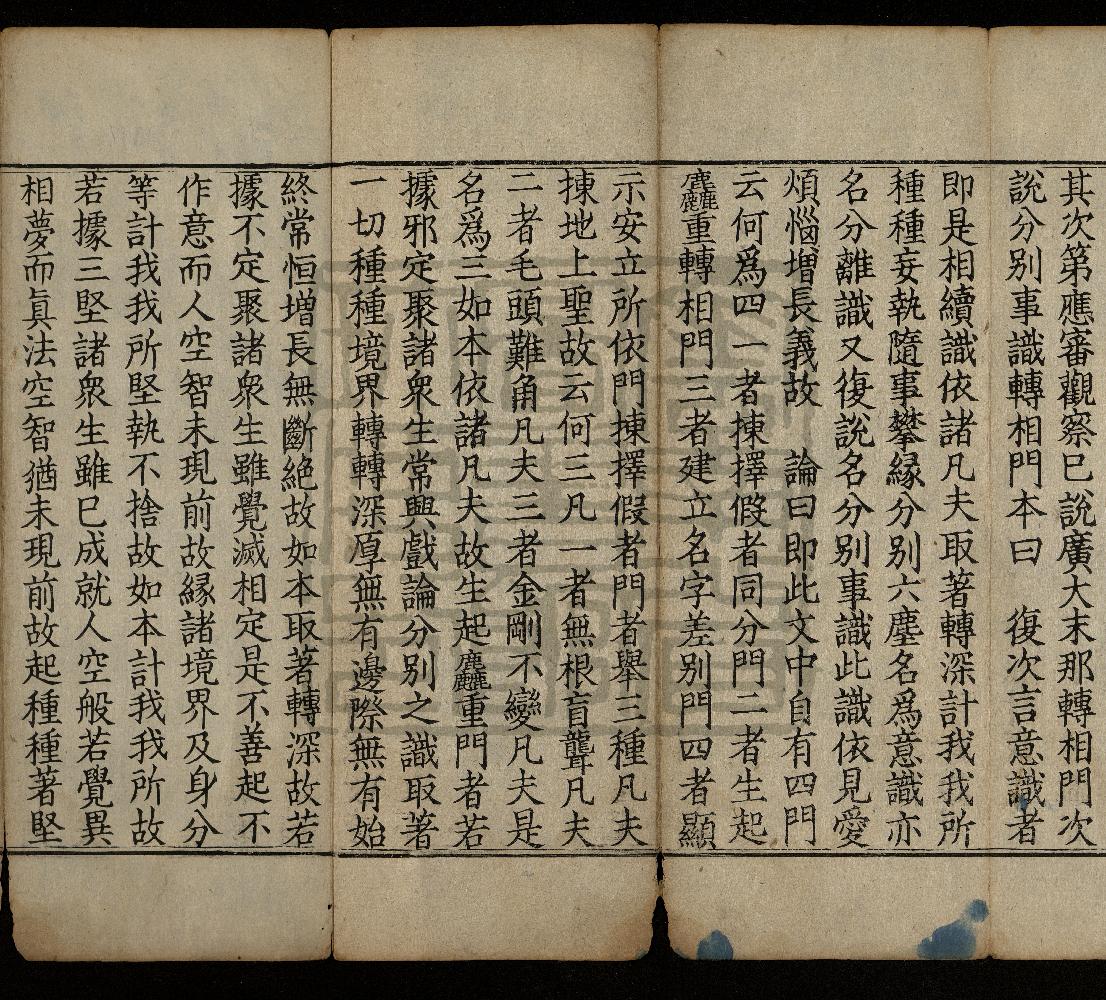 其次第應審觀察已說廣大末那轉相門次
說分別事識轉相門本曰　復次言意識者
即是相續識依諸凡夫取著轉深計我我所
種種妄執隨事攀緣分別六塵名爲意識亦
名分離識又復說名分別事識此識依見愛
煩惱增長義故　論曰即此文中自有四門
云何爲四一者揀擇假者同分門二者生起
麤重轉相門三者建立名字差別門四者顯
示安立所依門揀擇假者門者舉三種凡夫
揀地上聖故云何三凡一者無根盲聾凡夫
二者毛頭難角凡夫三者金剛不變凡夫是
名爲三如本依諸凡夫故生起麤重門者若
據邪定聚諸衆生常興戲論分別之識取著
一切種種境界轉轉深厚無有邊際無有始
終常恒增長無斷絶故如本取著轉深故若
據不定聚諸衆生雖覺滅相定是不善起不
作意而人空智未現前故緣諸境界及身分
等計我我所堅執不捨故如本計我我所故
若據三堅諸衆生雖已成就人空般若覺異
相夢而眞法空智猶未現前故起種種著堅